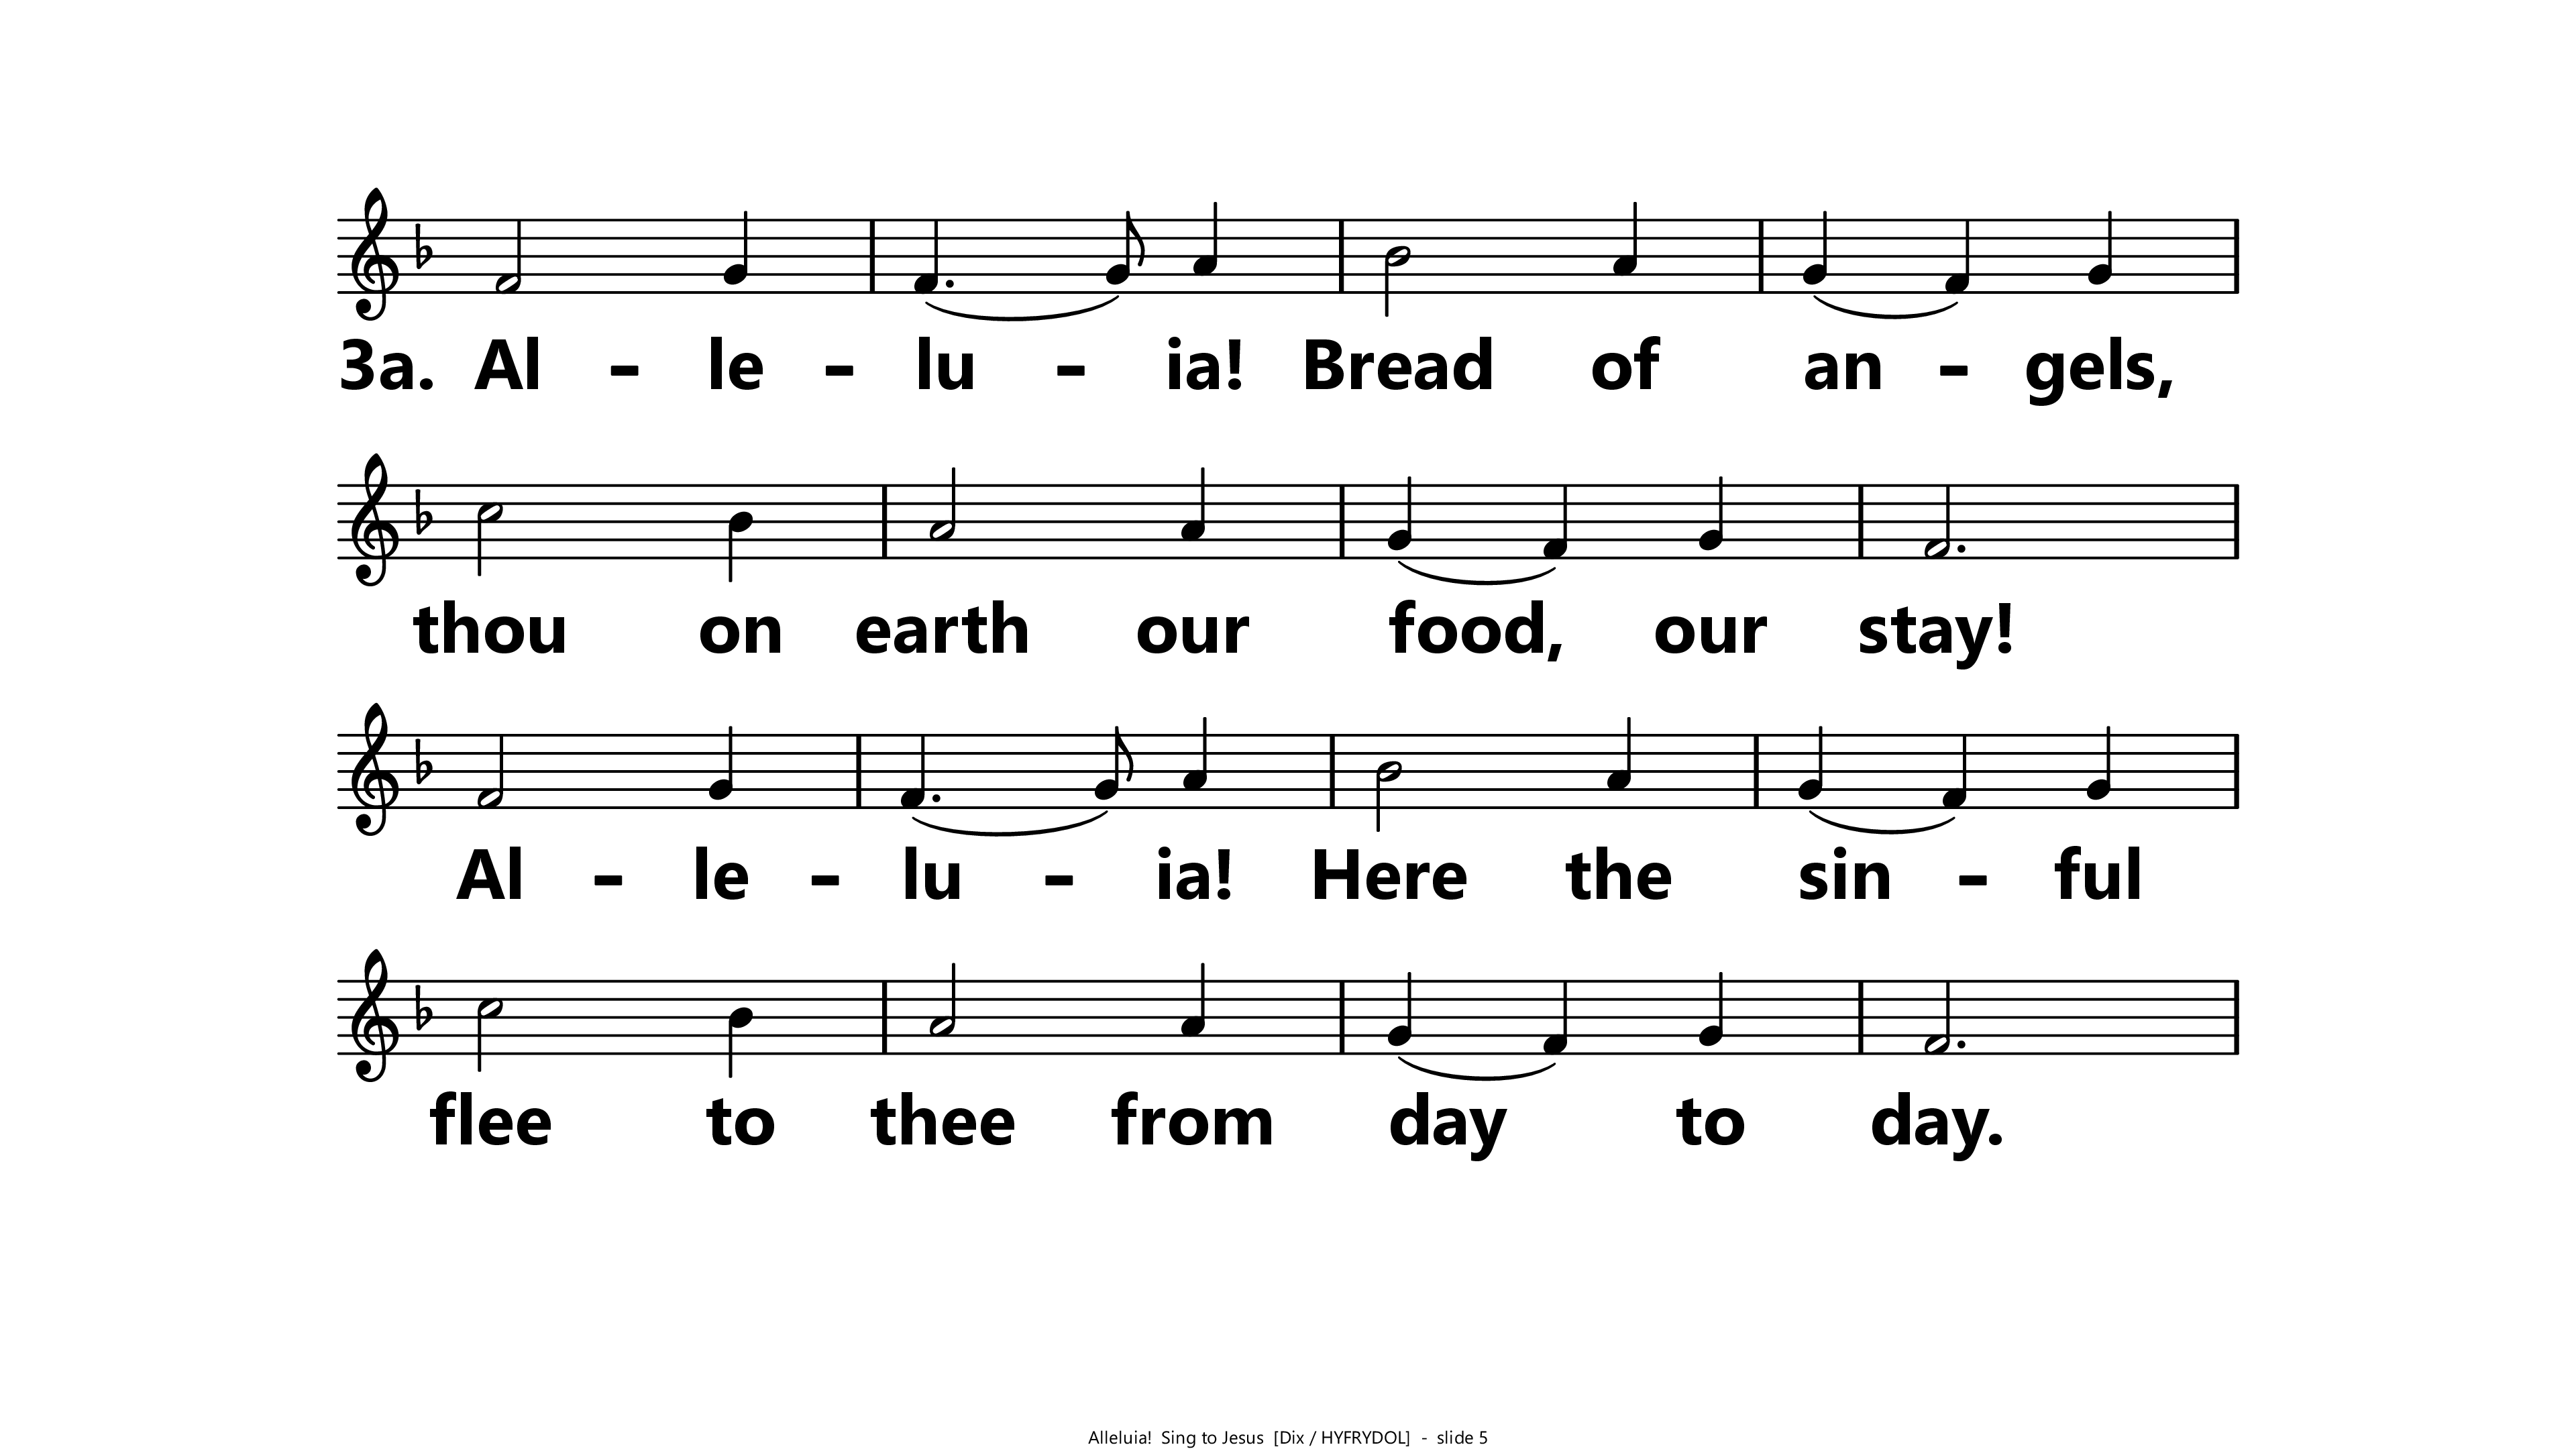 3a. Al - le - lu - ia! Bread of an - gels,
thou on earth our food, our stay!
Al - le - lu - ia! Here the sin - ful
flee to thee from day to day.
Alleluia! Sing to Jesus [Dix / HYFRYDOL] - slide 5